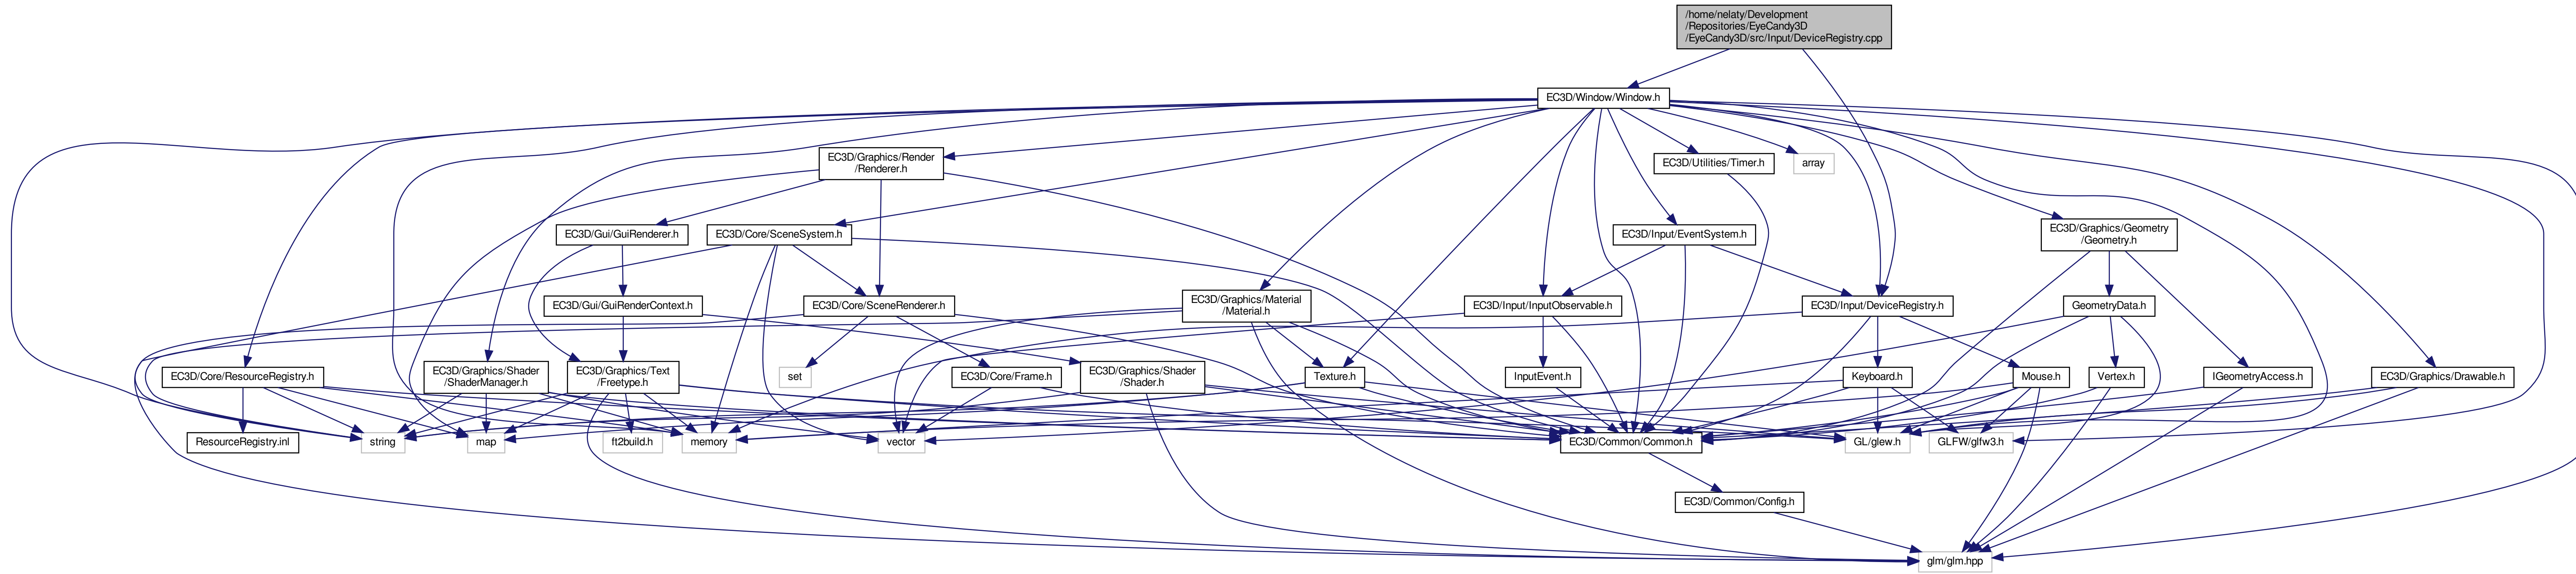 /home/nelaty/Development
/Repositories/EyeCandy3D
/EyeCandy3D/src/Input/DeviceRegistry.cpp
EC3D/Window/Window.h
EC3D/Graphics/Render
/Renderer.h
EC3D/Utilities/Timer.h
array
EC3D/Gui/GuiRenderer.h
EC3D/Core/SceneSystem.h
EC3D/Input/EventSystem.h
EC3D/Graphics/Geometry
/Geometry.h
EC3D/Gui/GuiRenderContext.h
EC3D/Core/SceneRenderer.h
EC3D/Graphics/Material
/Material.h
EC3D/Input/InputObservable.h
EC3D/Input/DeviceRegistry.h
GeometryData.h
EC3D/Core/ResourceRegistry.h
EC3D/Graphics/Shader
/ShaderManager.h
EC3D/Graphics/Text
/Freetype.h
set
EC3D/Core/Frame.h
EC3D/Graphics/Shader
/Shader.h
Texture.h
InputEvent.h
Keyboard.h
Mouse.h
Vertex.h
IGeometryAccess.h
EC3D/Graphics/Drawable.h
ResourceRegistry.inl
string
map
ft2build.h
memory
vector
EC3D/Common/Common.h
GL/glew.h
GLFW/glfw3.h
EC3D/Common/Config.h
glm/glm.hpp